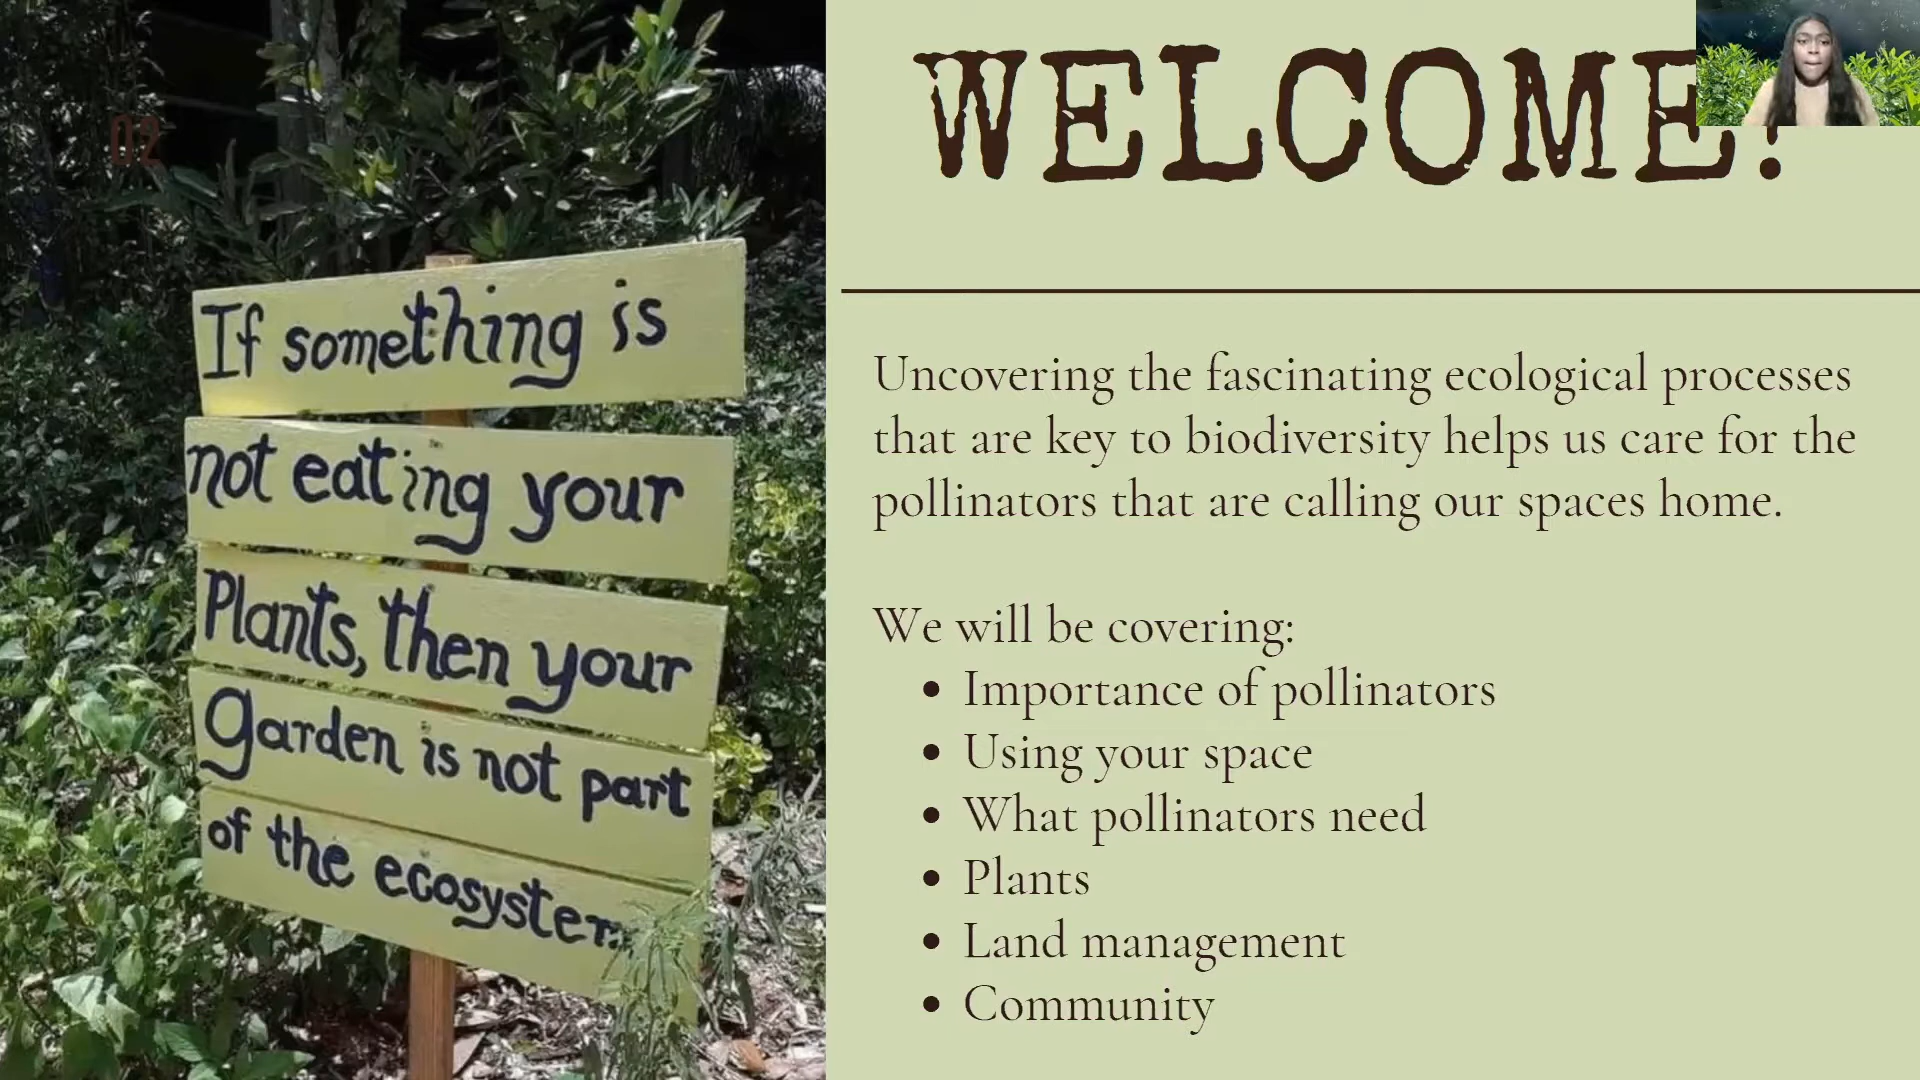 02
If something is
not eating your
Plants, then your
garden is not part
of the ecosystem
WELCOME!
Uncovering the fascinating ecological processes
that are key to biodiversity helps us care for the
pollinators that are calling our spaces home.
We will be covering:
• Importance of pollinators
• Using your space
• What pollinators need
• Plants
• Land management
• Community